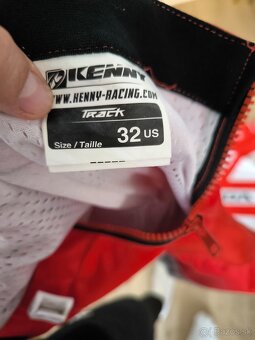 KENNY
WWW.KENNY-RACING.COM
TRACK
Size / Taille 32 US